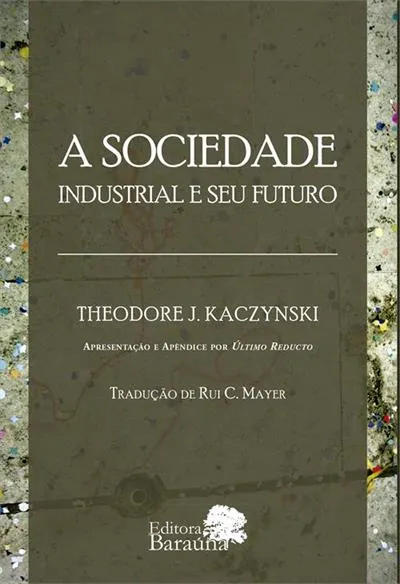 A SOCIEDADE
INDUSTRIAL E SEU FUTURO
THEODORE J. KACZYNSKI
APRESENTAÇÃO E APÊNDICE POR ÚLTIMO REDUCTO
TRADUÇÃO DE RUI C. MAYER
Editora
Baraúna